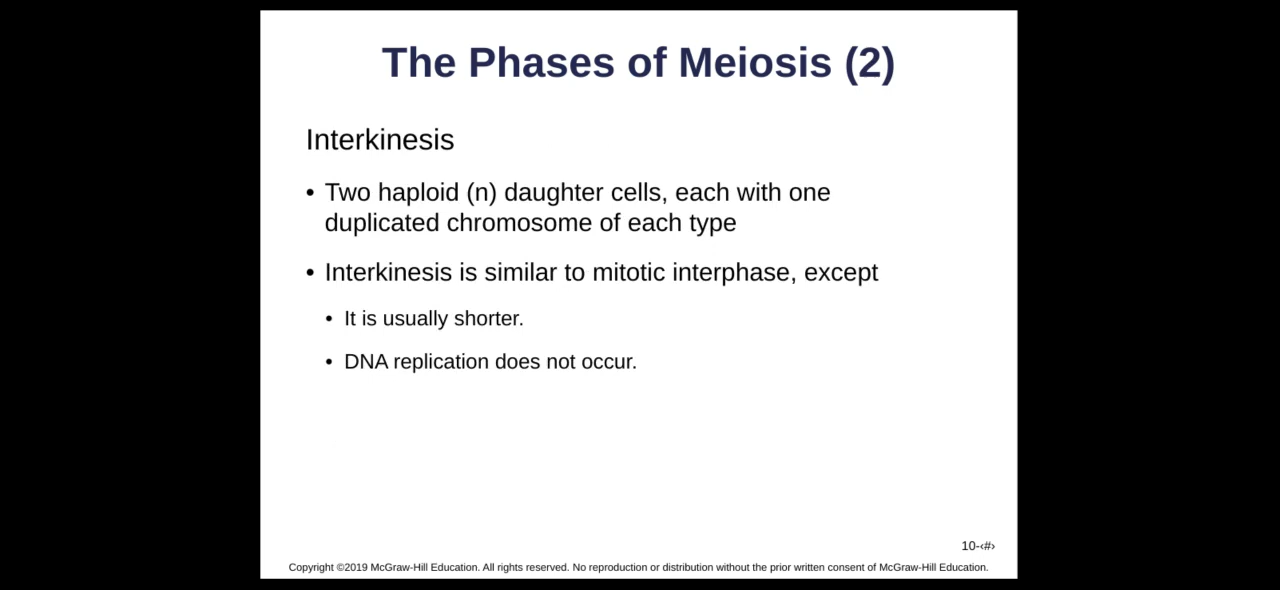 The Phases of Meiosis (2)
Interkinesis
• Two haploid (n) daughter cells, each with one
duplicated chromosome of each type
• Interkinesis is similar to mitotic interphase, except
• It is usually shorter.
• DNA replication does not occur.
10-‹#›
Copyright ©2019 McGraw-Hill Education. All rights reserved. No reproduction or distribution without the prior written consent of McGraw-Hill Education.